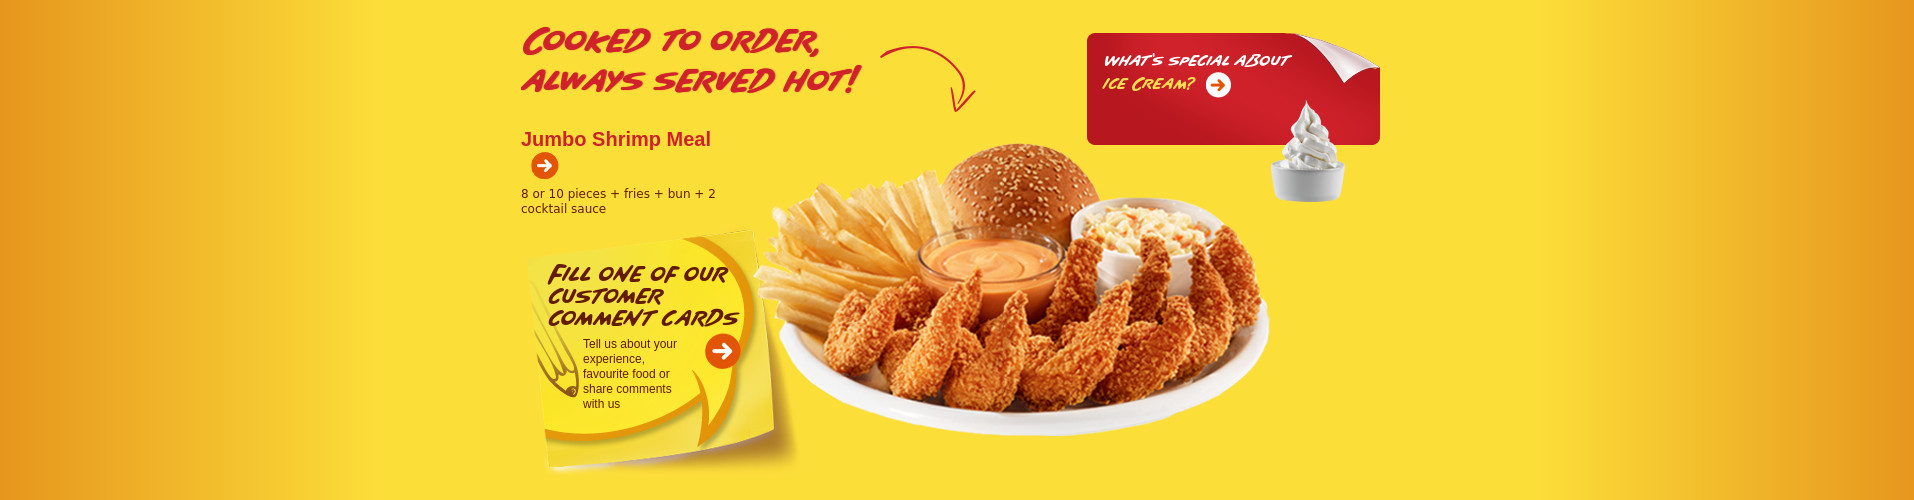 COOKED TO ORDER,
ALWAYS SERVED HOT!
WHAT'S SPECIAL ABOUT
ICE CREAM?
Jumbo Shrimp Meal
8 or 10 pieces + fries + bun + 2
cocktail sauce
FILL ONE OF OUR
CUSTOMER
COMMENT CARDS
Tell us about your
experience,
favourite food or
share comments
with us